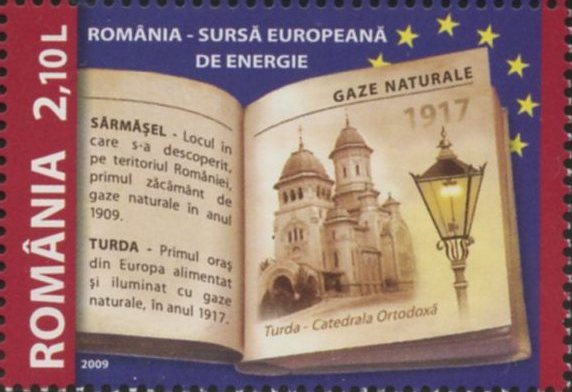 ROMÂNIA 2,10L
ROMÂNIA - SURSĂ EUROPEANĂ
DE ENERGIE
SĂRMĂŞEL - Locul în
care s-a descoperit,
pe teritoriul României,
primul zăcământ de
gaze naturale în anul
1909.
TURDA - Primul oraş
din Europa alimentat
şi iluminat cu gaze
naturale, în anul 1917.
GAZE NATURALE
1917
Turda - Catedrala Ortodoxă
2009